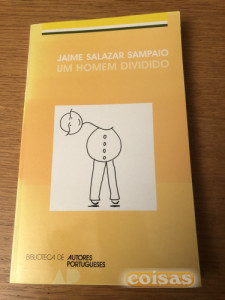 JAIME SALAZAR SAMPAIO
UM HOMEM DIVIDIDO
BIBLIOTECA DE AUTORES
PORTUGUESES
coisas